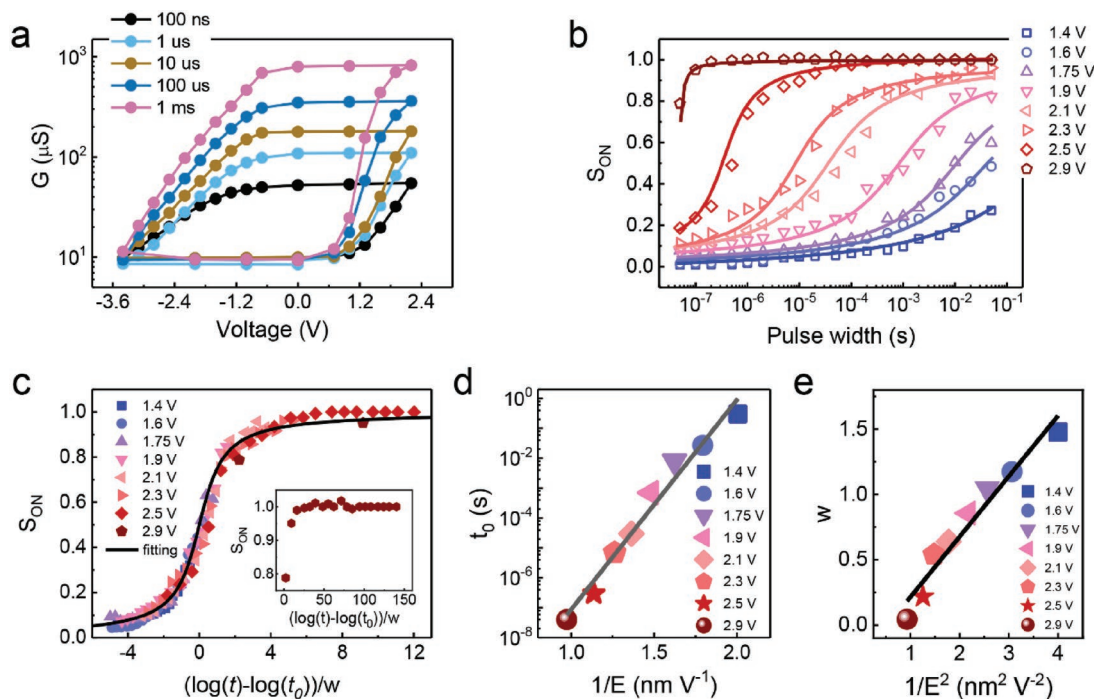 a
100 ns
1 us
10 us
100 us
1 ms
G (μS)
10³
10²
10¹
-3.6 -2.4 -1.2 0.0 1.2 2.4
Voltage (V)
b
S_ON
1.0
0.8
0.6
0.4
0.2
0.0
10⁻⁷ 10⁻⁶ 10⁻⁵ 10⁻⁴ 10⁻³ 10⁻² 10⁻¹
Pulse width (s)
1.4 V
1.6 V
1.75 V
1.9 V
2.1 V
2.3 V
2.5 V
2.9 V
c
S_ON
1.0
0.8
0.6
0.4
0.2
0.0
1.4 V
1.6 V
1.75 V
1.9 V
2.1 V
2.3 V
2.5 V
2.9 V
fitting
S_ON
1.0
0.9
0.8
0 50 100 150
(log(t)-log(t₀))/w
-4 0 4 8 12
(log(t)-log(t₀))/w
d
t₀ (s)
10⁰
10⁻²
10⁻⁴
10⁻⁶
10⁻⁸
1.4 V
1.6 V
1.75 V
1.9 V
2.1 V
2.3 V
2.5 V
2.9 V
1.0 1.5 2.0
1/E (nm V⁻¹)
e
w
1.5
1.0
0.5
0.0
1.4 V
1.6 V
1.75 V
1.9 V
2.1 V
2.3 V
2.5 V
2.9 V
1 2 3 4
1/E² (nm² V⁻²)